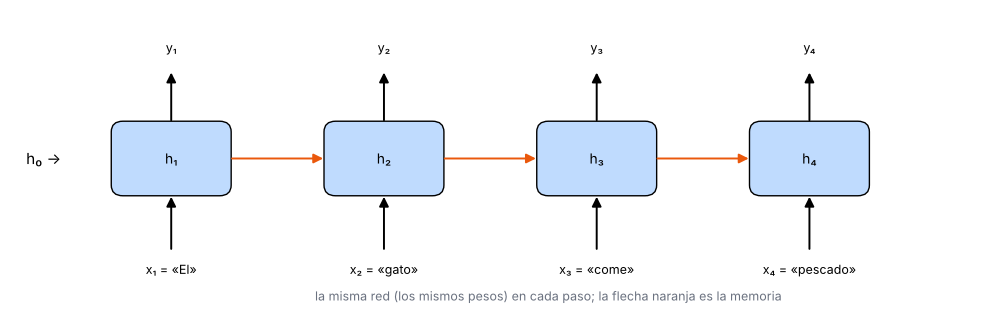 y₁ y₂ y₃ y₄
h₀ → h₁ h₂ h₃ h₄
x₁ = «El» x₂ = «gato» x₃ = «come» x₄ = «pescado»
la misma red (los mismos pesos) en cada paso; la flecha naranja es la memoria